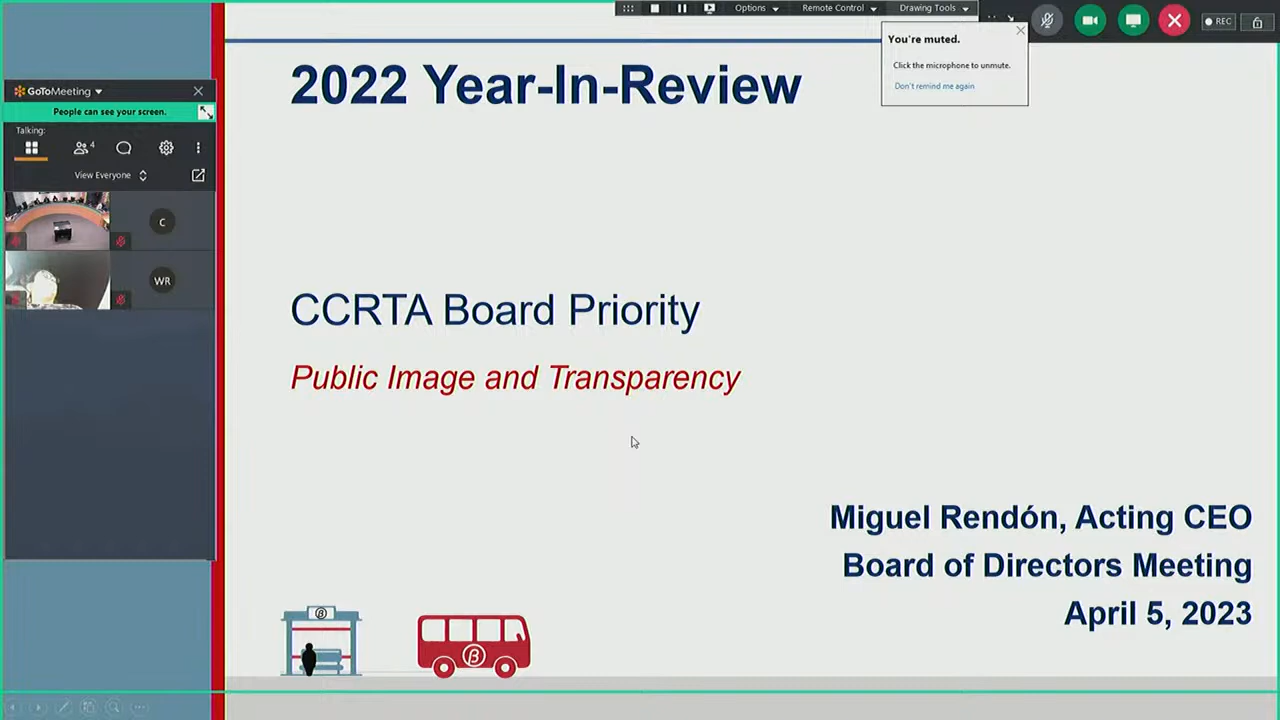 Options
Remote Control
Drawing Tools
REC
You're muted.
Click the microphone to unmute.
Don't remind me again
GoToMeeting
People can see your screen.
Talking:
4
View Everyone
C
WR
2022 Year-In-Review
CCRTA Board Priority
Public Image and Transparency
Miguel Rendón, Acting CEO
Board of Directors Meeting
April 5, 2023